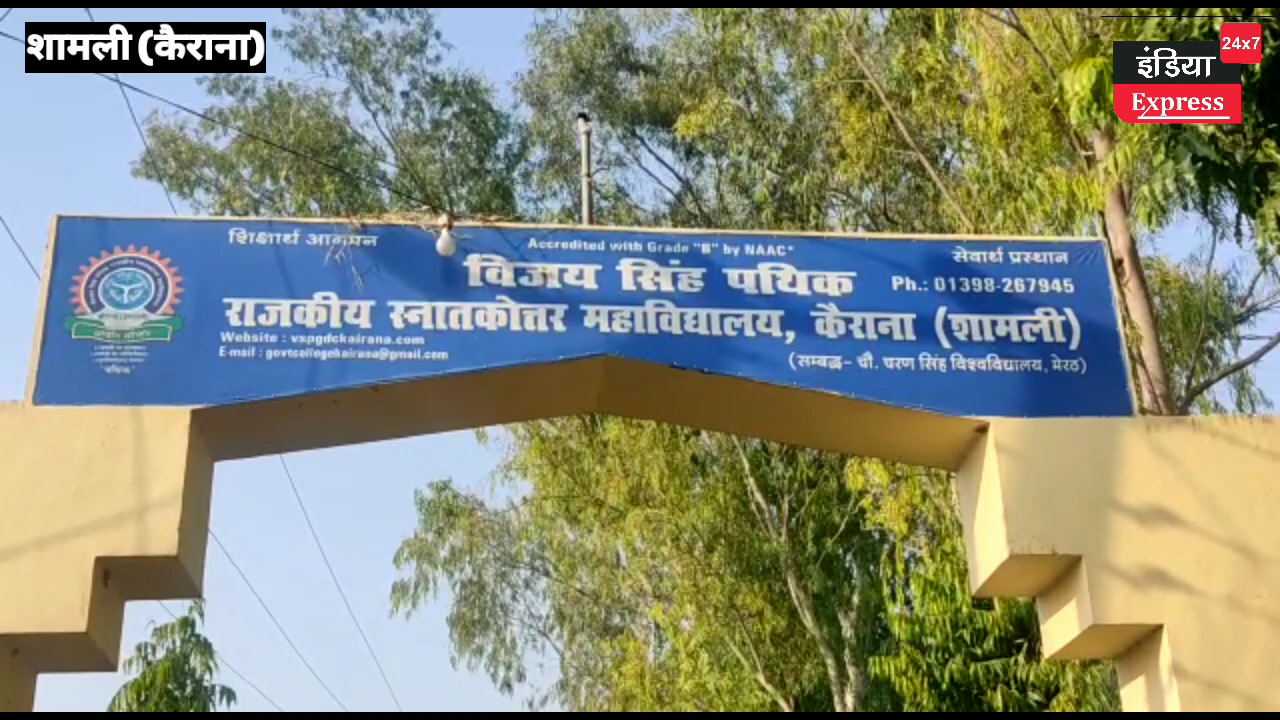 शामली (कैराना)
24x7
इंडिया
Express
शिक्षार्थ आगमन
Accredited with Grade "B" by NAAC"
सेवार्थ प्रस्थान
विजय सिंह पथिक
Ph.: 01398-267945
राजकीय स्नातकोत्तर महाविद्यालय, कैराना (शामली)
Website : vspgdckairana.com
E-mail : govtcollegekairana@gmail.com
(सम्बद्ध- चौ. चरण सिंह विश्वविद्यालय, मेरठ)